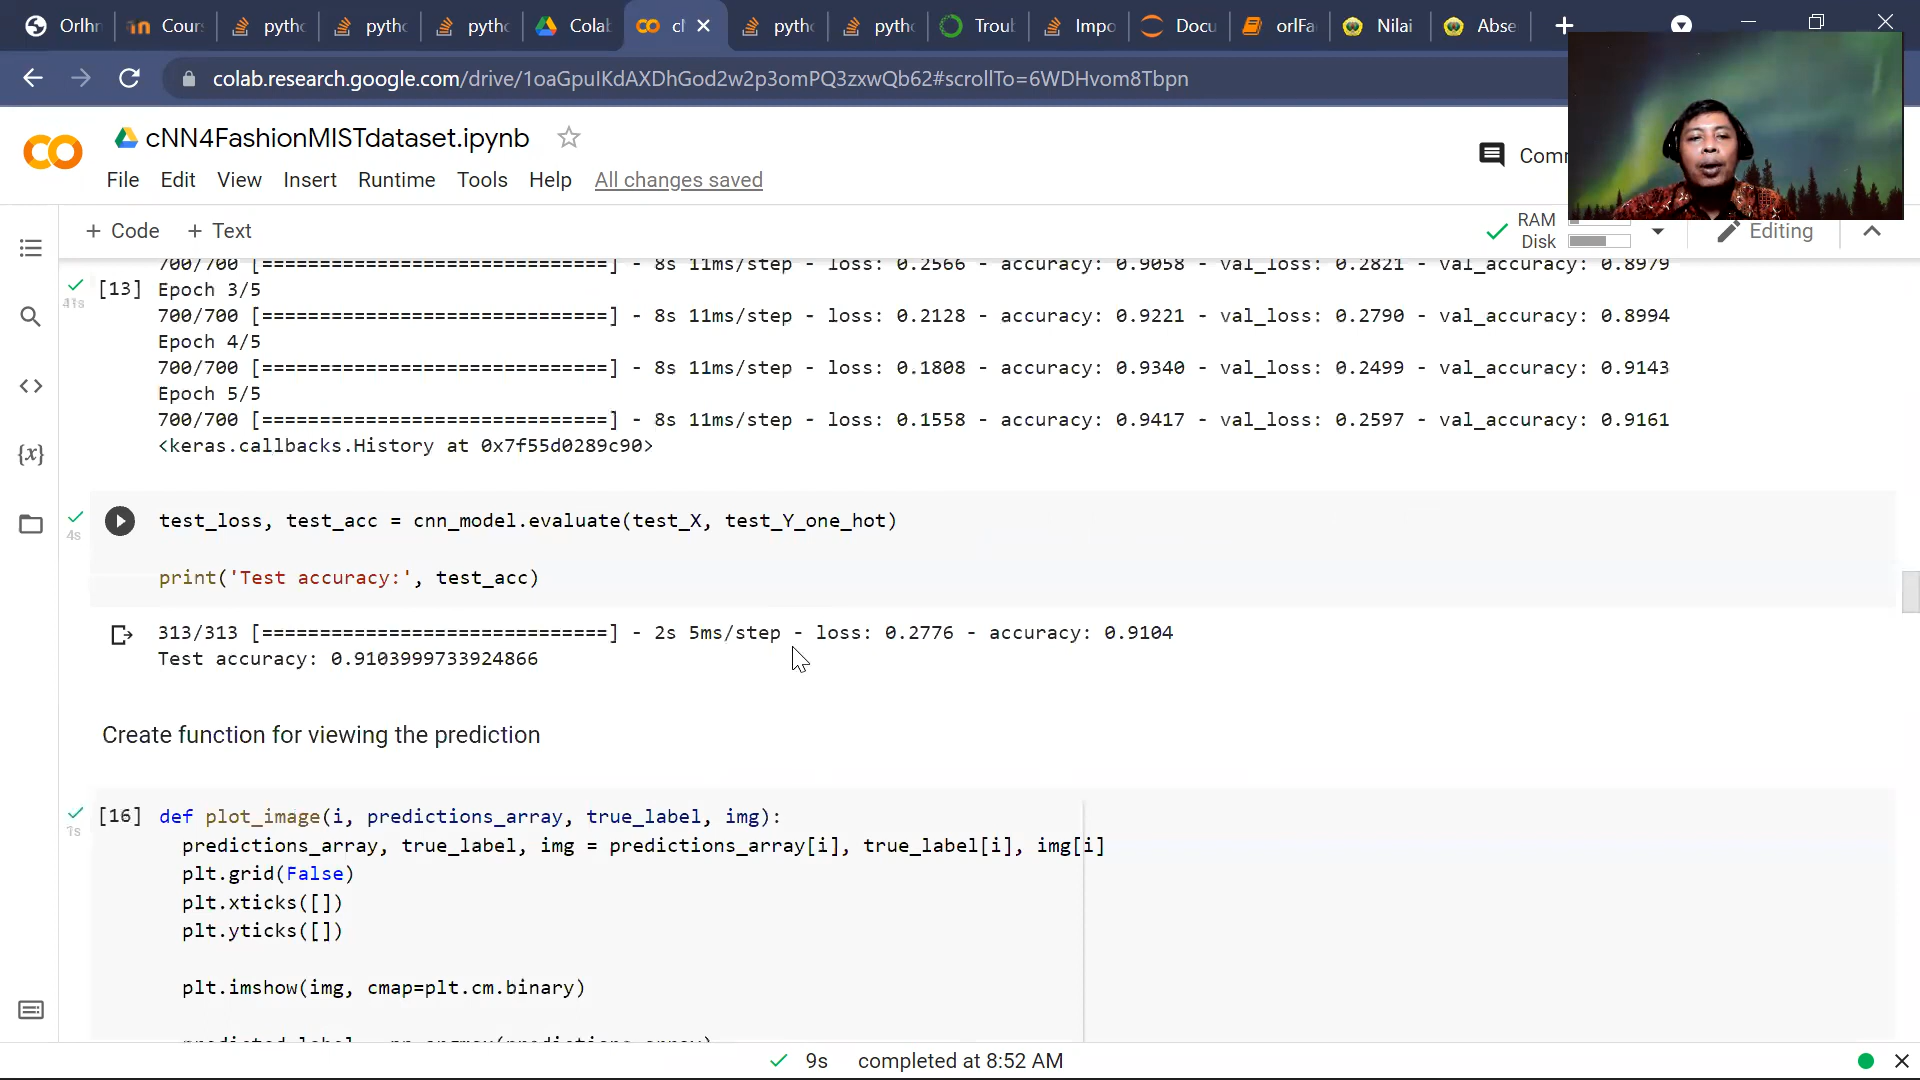 Orlhn
Cours
pytho
pytho
pytho
Colab
cN
pytho
pytho
Troub
Impo
Docu
orlFa
Nilai
Abse
colab.research.google.com/drive/1oaGpuIKdAXDhGod2w2p3omPQ3zxwQb62#scrollTo=6WDHvom8Tbpn
cNN4FashionMISTdataset.ipynb
Comm
File Edit View Insert Runtime Tools Help All changes saved
+ Code + Text
RAM
Disk
Editing
700/700 [==============================] - 8s 11ms/step - loss: 0.2566 - accuracy: 0.9058 - val_loss: 0.2821 - val_accuracy: 0.8979
41s
[13] Epoch 3/5
700/700 [==============================] - 8s 11ms/step - loss: 0.2128 - accuracy: 0.9221 - val_loss: 0.2790 - val_accuracy: 0.8994
Epoch 4/5
700/700 [==============================] - 8s 11ms/step - loss: 0.1808 - accuracy: 0.9340 - val_loss: 0.2499 - val_accuracy: 0.9143
Epoch 5/5
700/700 [==============================] - 8s 11ms/step - loss: 0.1558 - accuracy: 0.9417 - val_loss: 0.2597 - val_accuracy: 0.9161
<keras.callbacks.History at 0x7f55d0289c90>
4s
test_loss, test_acc = cnn_model.evaluate(test_X, test_Y_one_hot)
print('Test accuracy:', test_acc)
313/313 [==============================] - 2s 5ms/step - loss: 0.2776 - accuracy: 0.9104
Test accuracy: 0.9103999733924866
Create function for viewing the prediction
1s
[16] def plot_image(i, predictions_array, true_label, img):
predictions_array, true_label, img = predictions_array[i], true_label[i], img[i]
plt.grid(False)
plt.xticks([])
plt.yticks([])
plt.imshow(img, cmap=plt.cm.binary)
9s completed at 8:52 AM